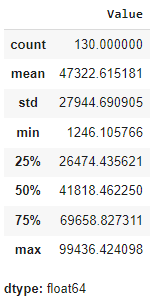 Value
count 130.000000
mean 47322.615181
std 27944.690905
min 1246.105766
25% 26474.435621
50% 41818.462250
75% 69658.827311
max 99436.424098
dtype: float64